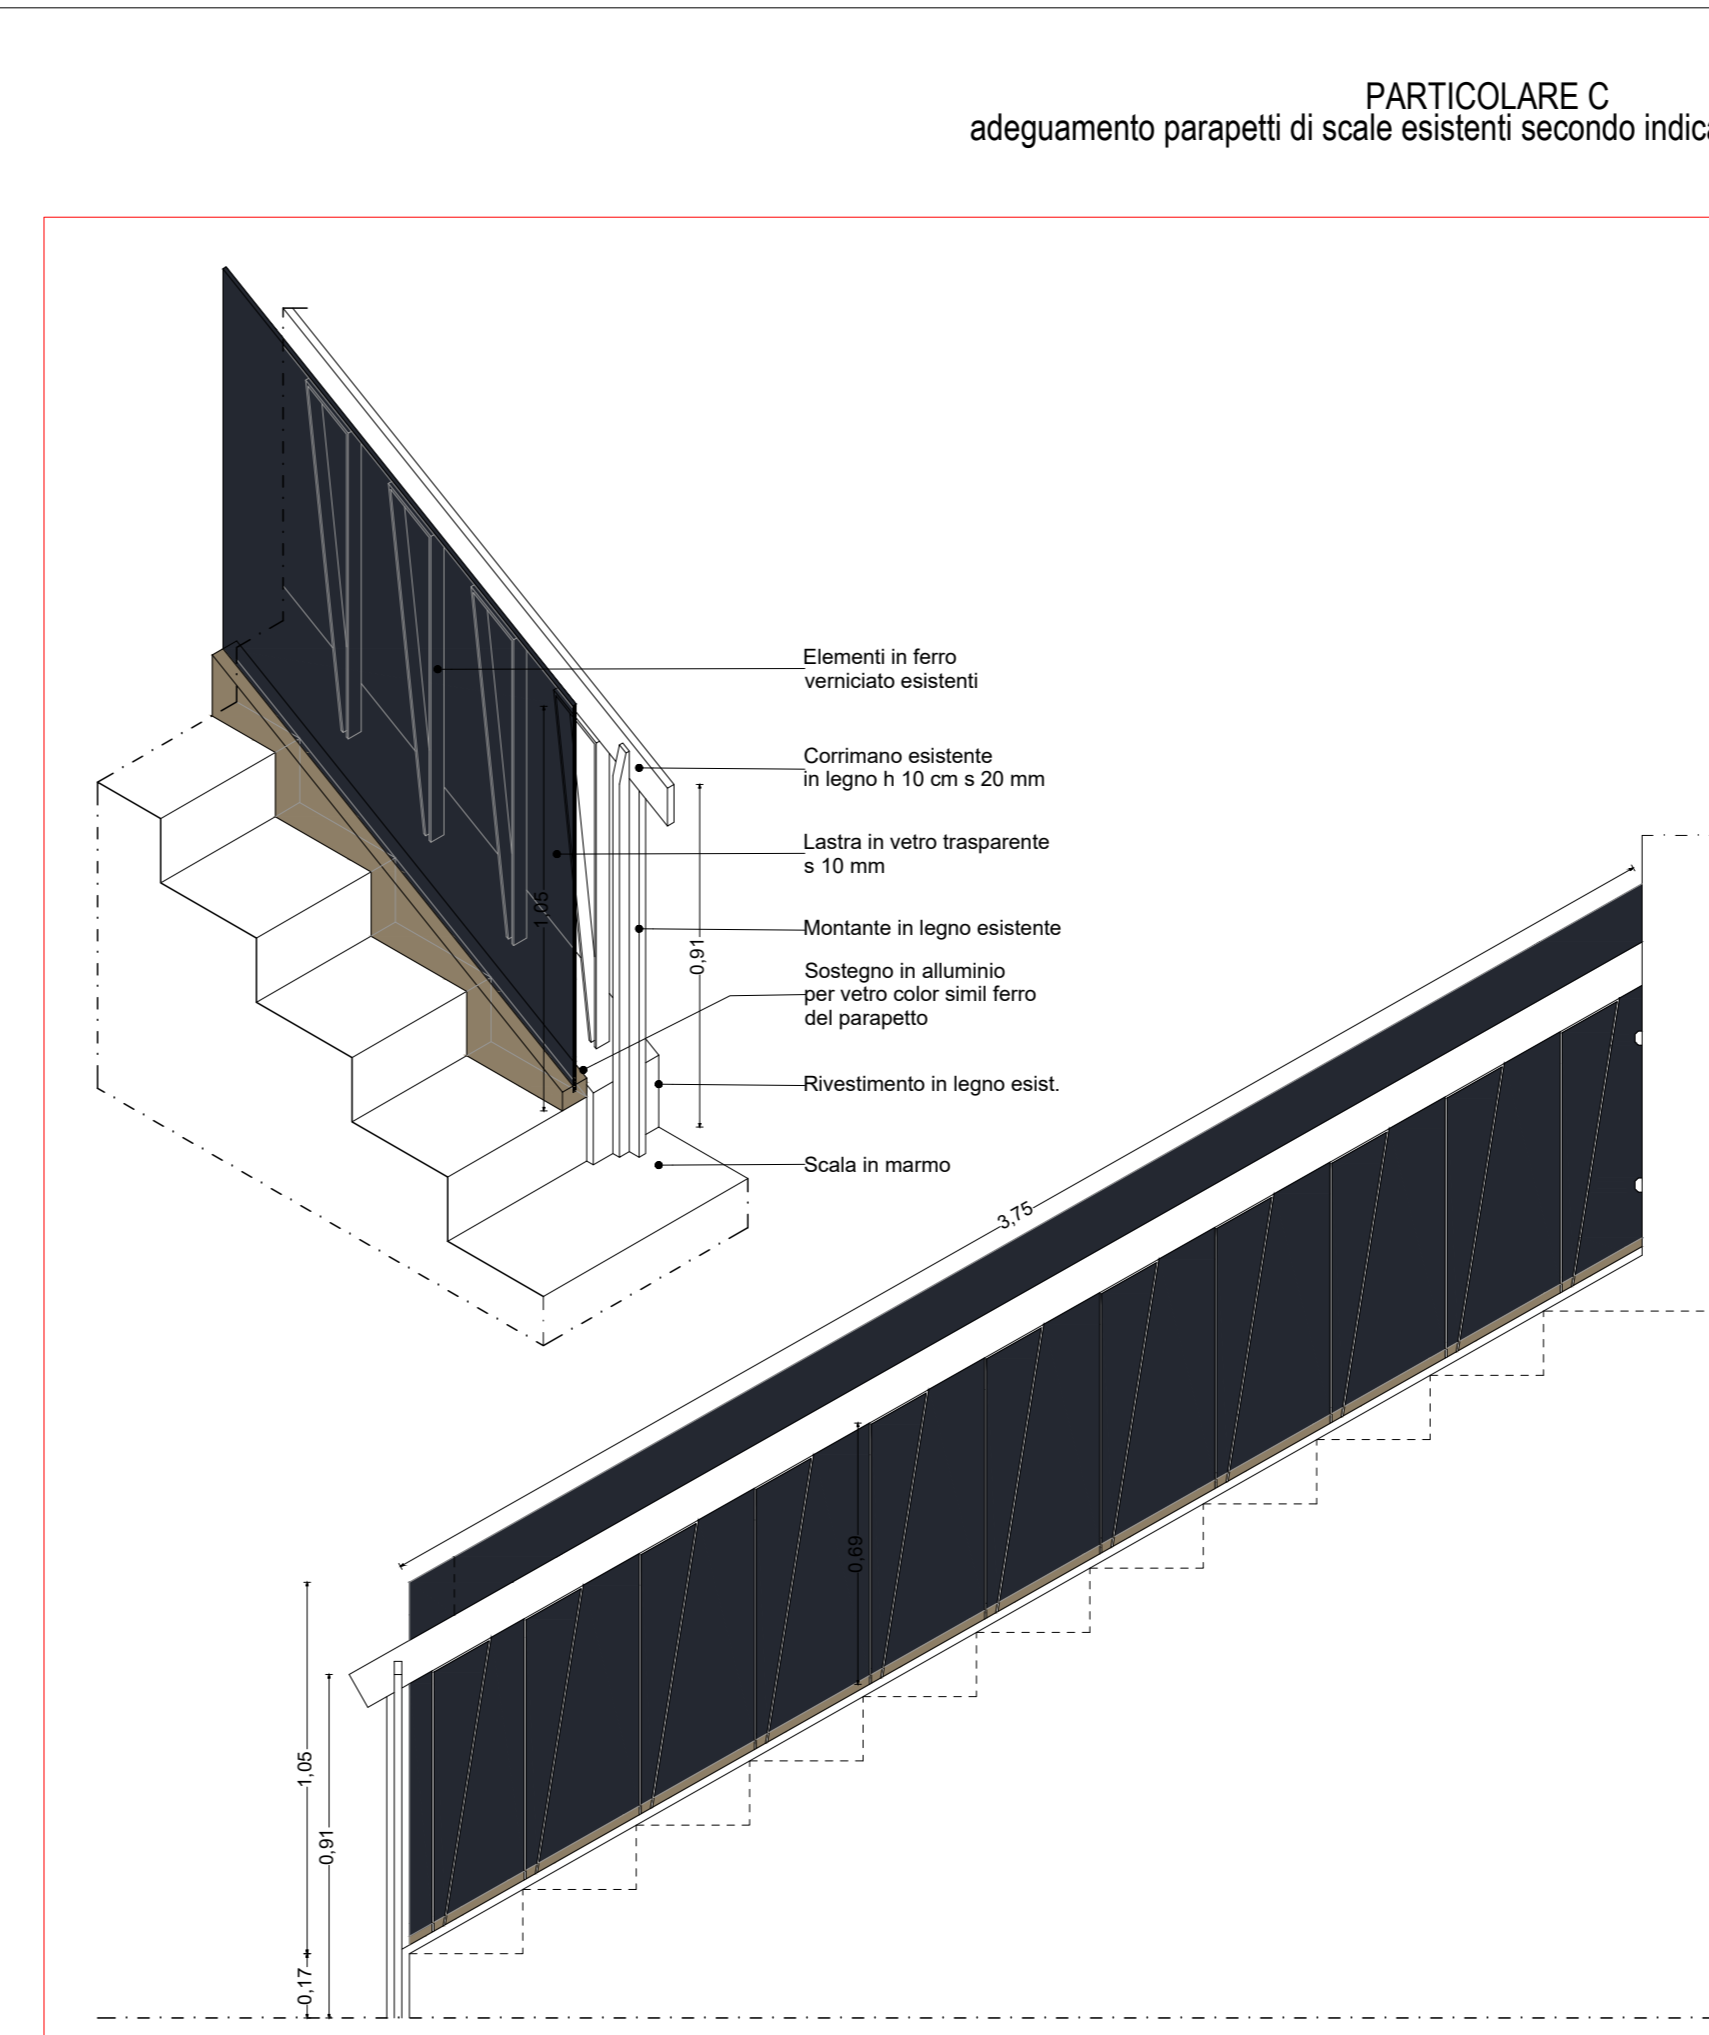 PARTICOLARE C
adeguamento parapetti di scale esistenti secondo
Elementi in ferro
verniciato esistenti
Corrimano esistente
in legno h 10 cm s 20 mm
Lastra in vetro trasparente
s 10 mm
1,05
Montante in legno esistente
0,91
Sostegno in alluminio
per vetro color simil ferro
del parapetto
Rivestimento in legno esist.
Scala in marmo
3,75
0,69
1,05
0,91
0,17